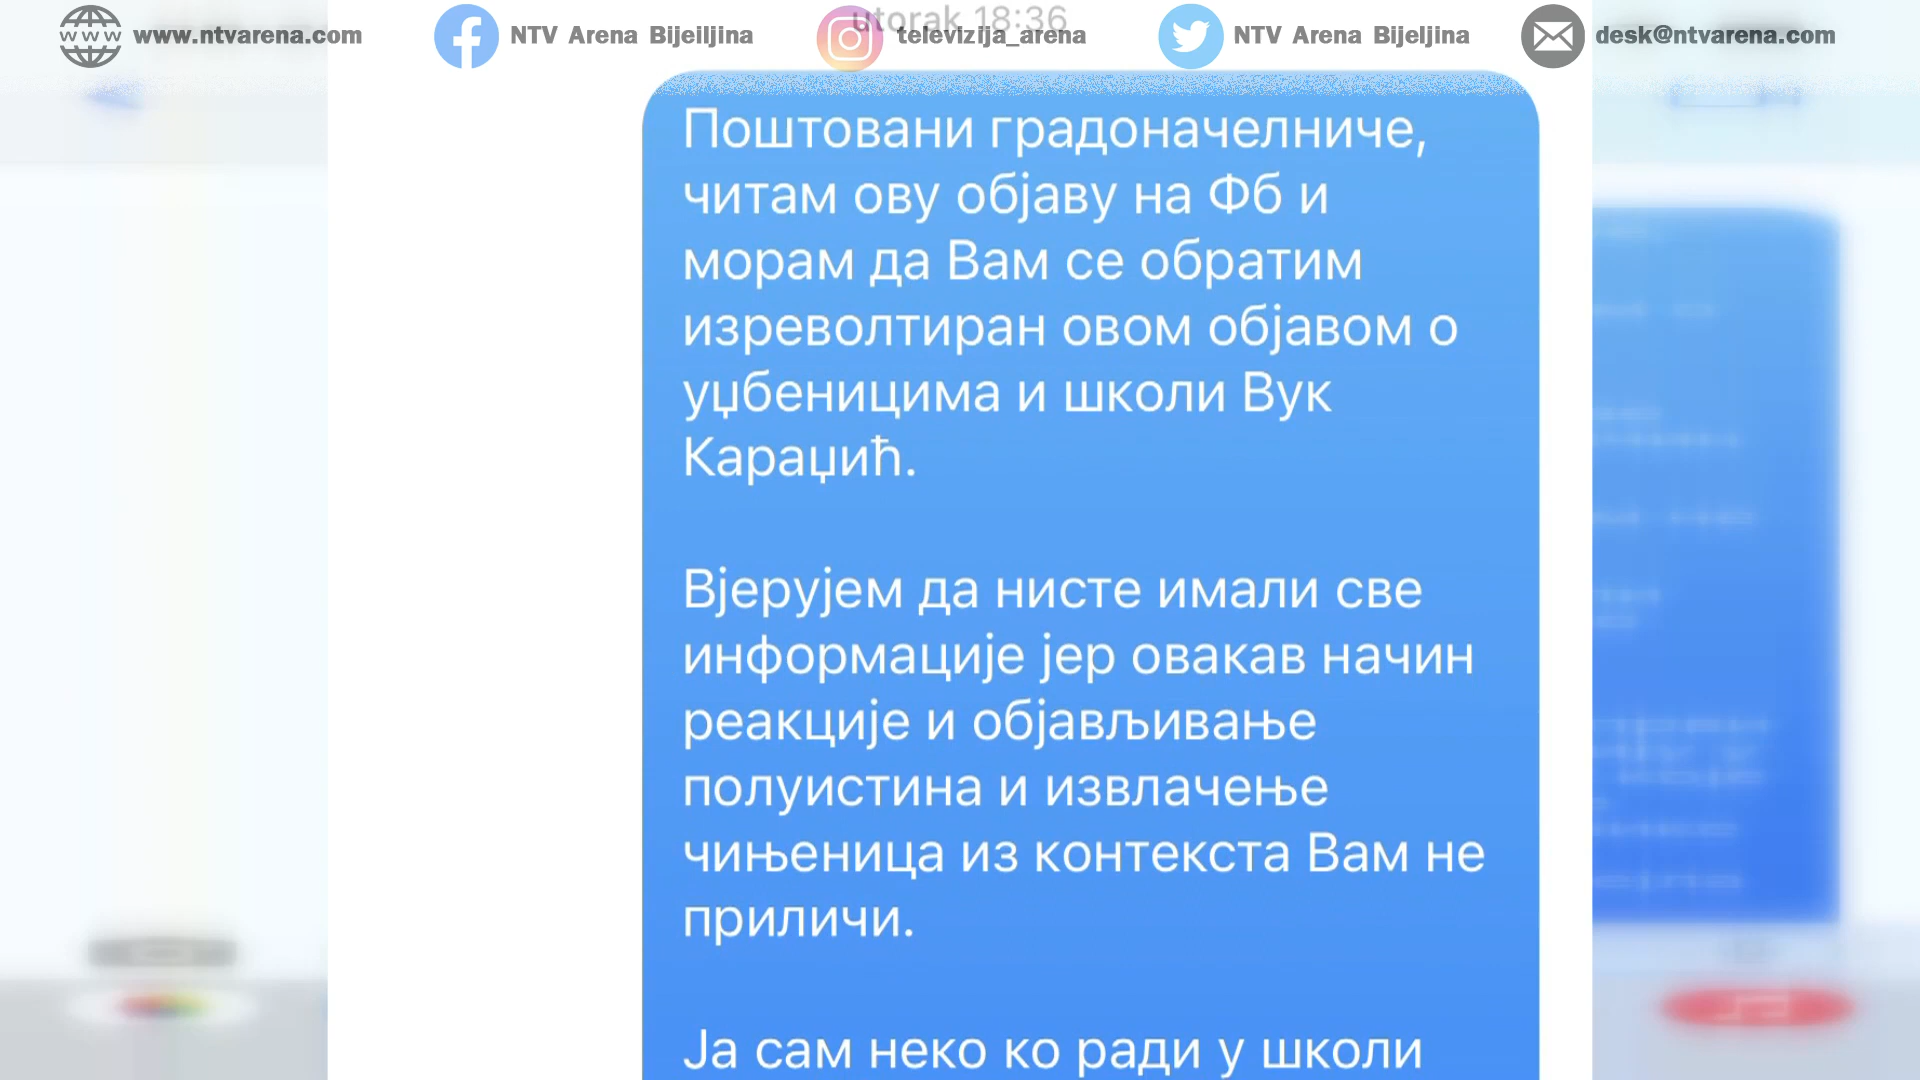 utorak 18:36
www.ntvarena.com
NTV Arena Bijeiljina
televizija_arena
NTV Arena Bijeljina
desk@ntvarena.com
Поштовани градоначелниче,
читам ову објаву на Фб и
морам да Вам се обратим
изреволтиран овом објавом о
уџбеницима и школи Вук
Караџић.
Вјерујем да нисте имали све
информације јер овакав начин
реакције и објављивање
полуистина и извлачење
чињеница из контекста Вам не
приличи.
Ја сам неко ко ради у школи